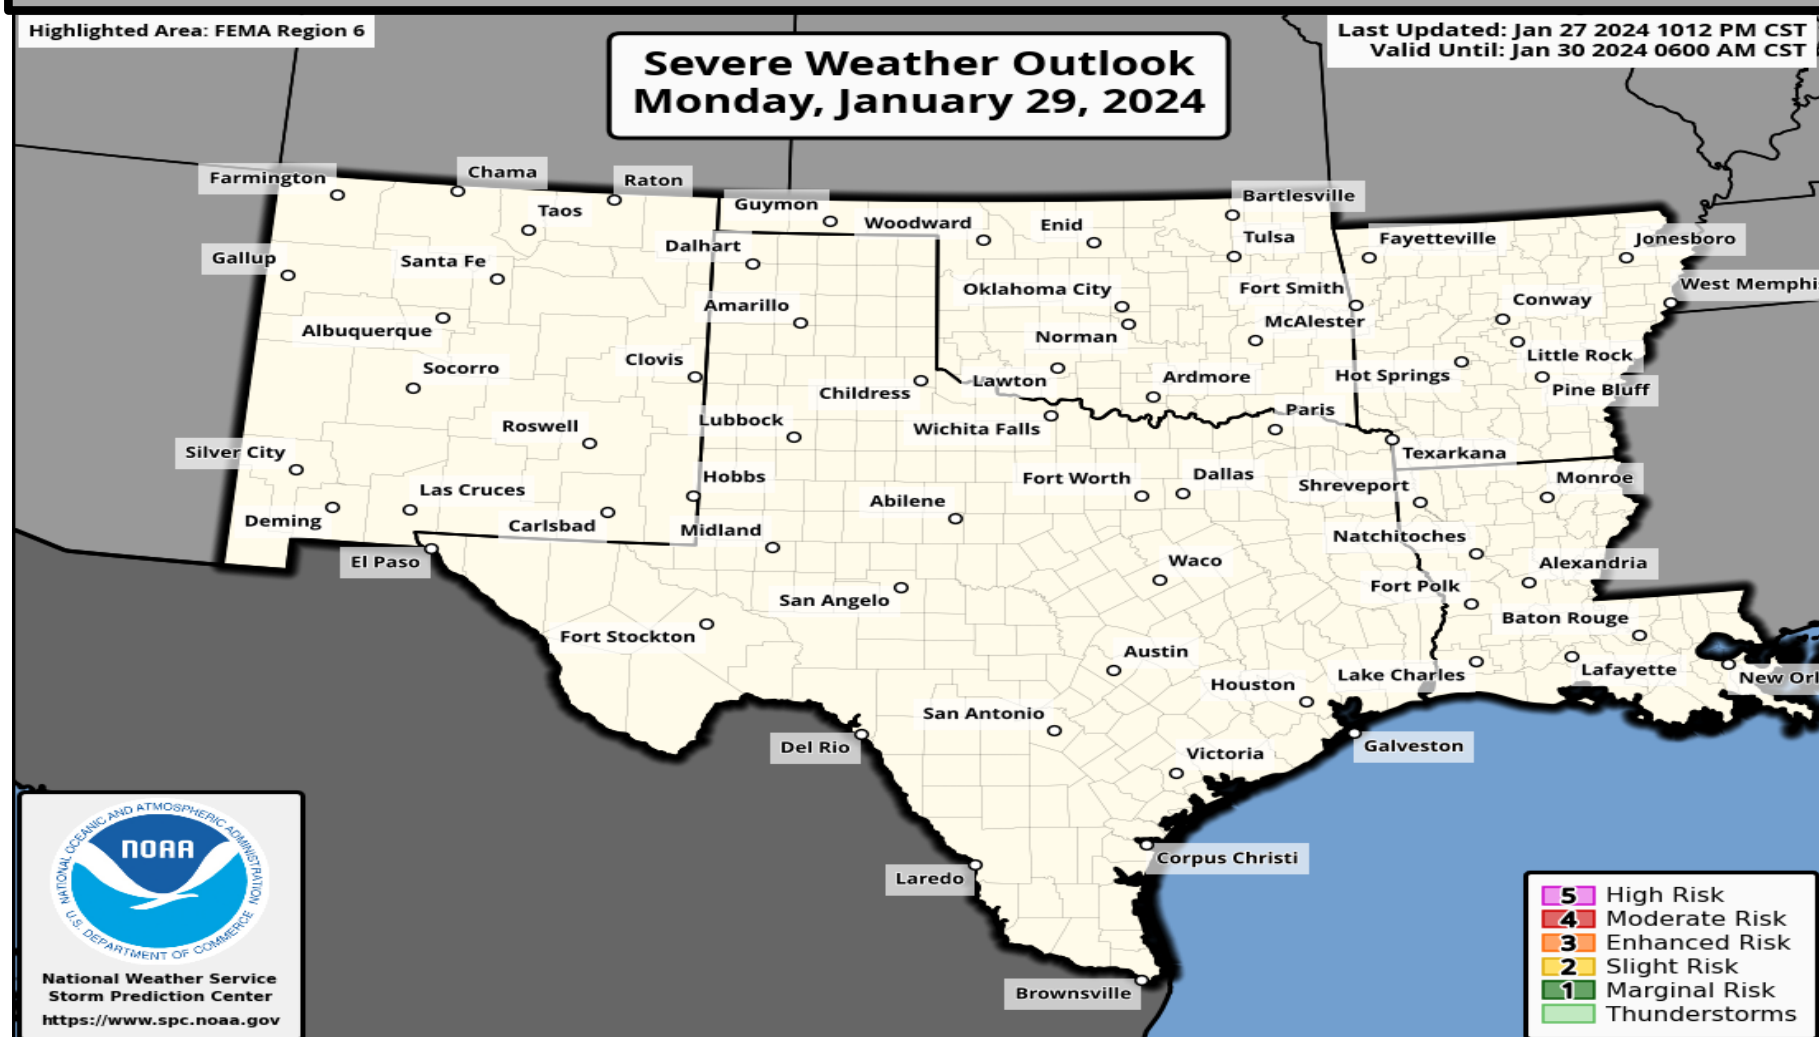 Highlighted Area: FEMA Region 6
Last Updated: Jan 27 2024 1012 PM CST
Valid Until: Jan 30 2024 0600 AM CST
Severe Weather Outlook
Monday, January 29, 2024
Farmington
Chama
Raton
Taos
Guymon
Woodward
Enid
Bartlesville
Tulsa
Fayetteville
Jonesboro
Gallup
Santa Fe
Dalhart
Oklahoma City
Fort Smith
Conway
West Memphi
Albuquerque
Amarillo
Norman
McAlester
Little Rock
Socorro
Clovis
Childress
Lawton
Ardmore
Hot Springs
Pine Bluff
Roswell
Lubbock
Wichita Falls
Paris
Texarkana
Silver City
Las Cruces
Hobbs
Abilene
Fort Worth
Dallas
Shreveport
Monroe
Deming
Carlsbad
Midland
Natchitoches
El Paso
San Angelo
Waco
Fort Polk
Alexandria
Fort Stockton
Austin
Baton Rouge
Houston
Lake Charles
Lafayette
New Orl
Del Rio
San Antonio
Victoria
Galveston
Laredo
Corpus Christi
Brownsville
NATIONAL OCEANIC AND ATMOSPHERIC ADMINISTRATION
NOAA
U.S. DEPARTMENT OF COMMERCE
National Weather Service
Storm Prediction Center
https://www.spc.noaa.gov
5 High Risk
4 Moderate Risk
3 Enhanced Risk
2 Slight Risk
1 Marginal Risk
Thunderstorms